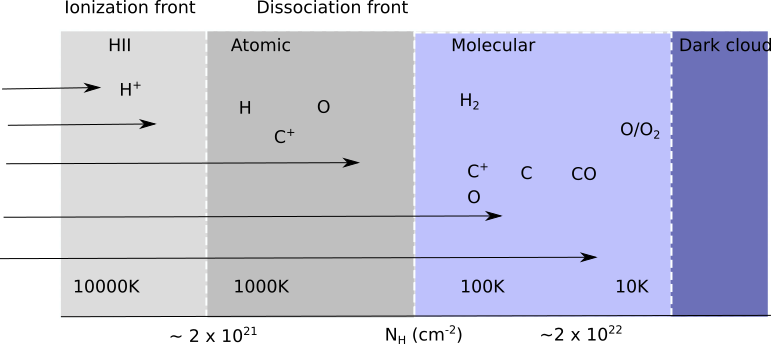 Ionization front
Dissociation front
HII
Atomic
Molecular
Dark cloud
H⁺
H
O
C⁺
H₂
O/O₂
C⁺
C
CO
O
10000K
1000K
100K
10K
~ 2 x 10²¹
N_H (cm⁻²)
~2 x 10²²